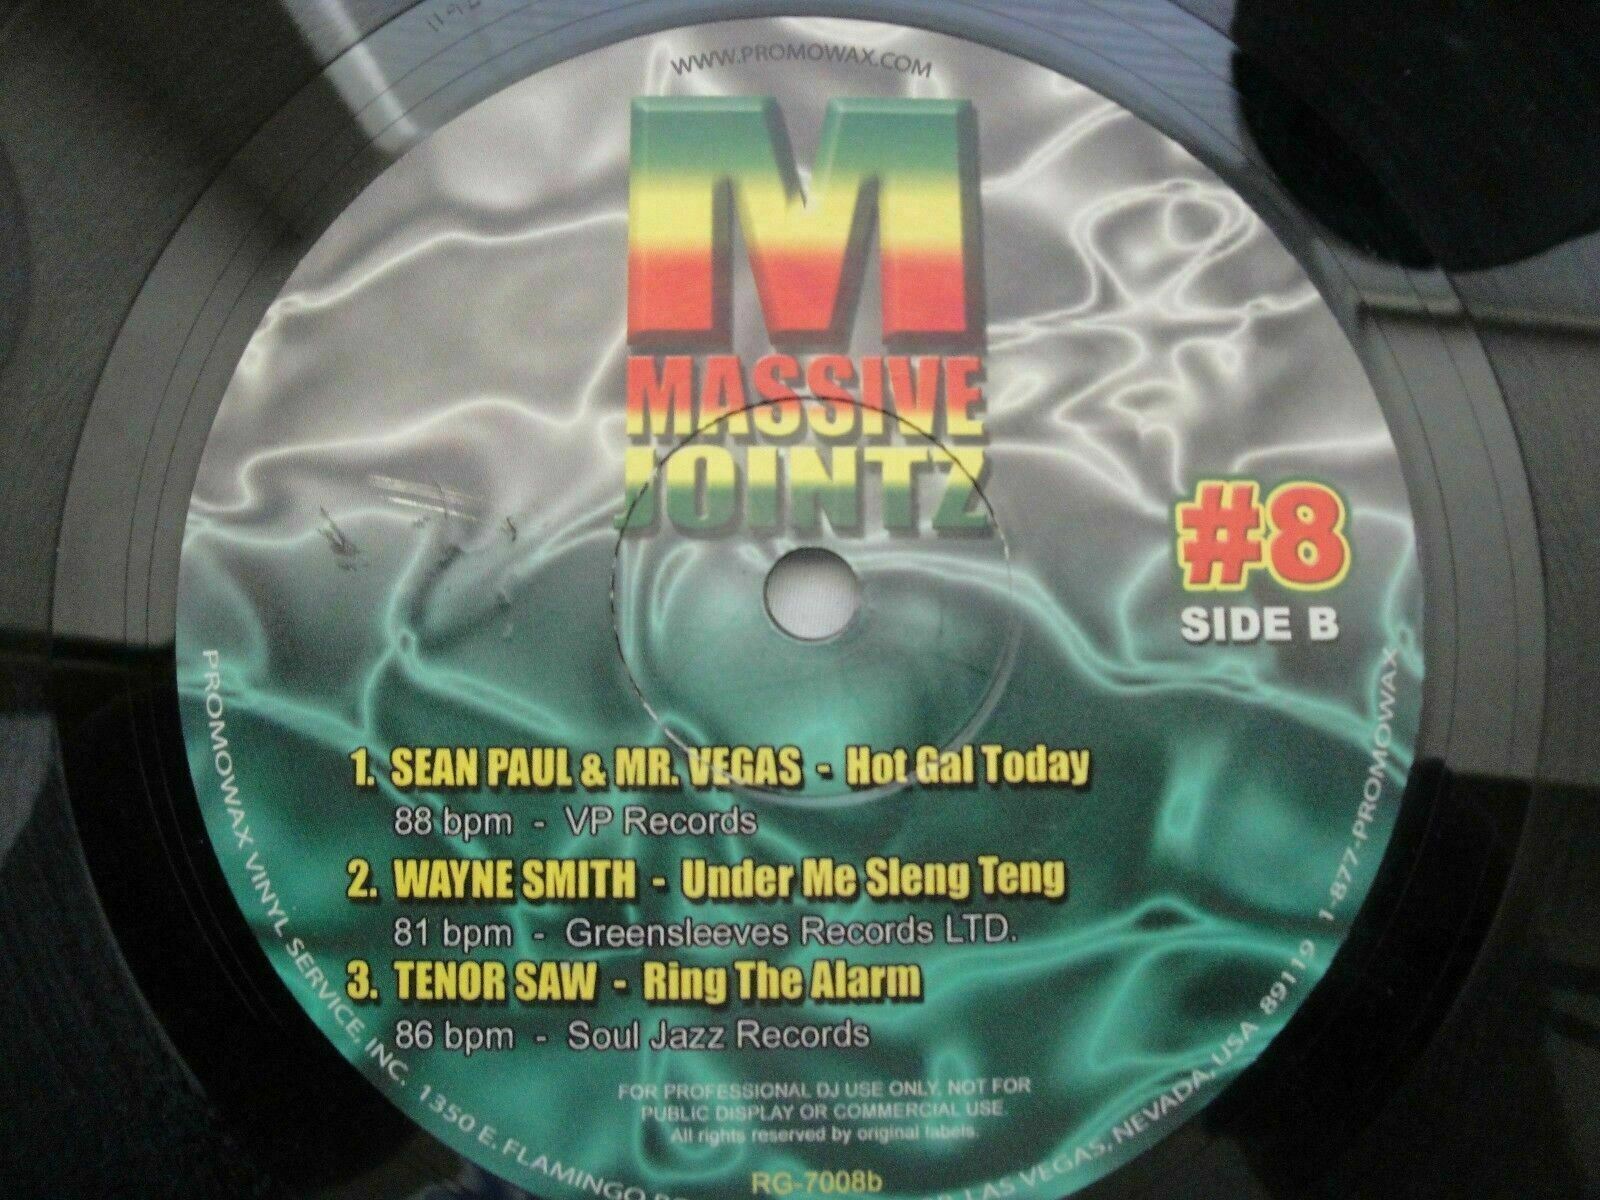 WWW.PROMOWAX.COM
M
MASSIVE
JOINTZ
#8
SIDE B
1. SEAN PAUL & MR. VEGAS - Hot Gal Today
88 bpm - VP Records
2. WAYNE SMITH - Under Me Sleng Teng
81 bpm - Greensleeves Records LTD.
3. TENOR SAW - Ring The Alarm
86 bpm - Soul Jazz Records
FOR PROFESSIONAL DJ USE ONLY. NOT FOR
PUBLIC DISPLAY OR COMMERCIAL USE.
All rights reserved by original labels.
RG-7008b
PROMOWAX VINYL SERVICE, INC. 1350 E. FLAMINGO LAS VEGAS, NEVADA, USA 89119 1-877-PROMOWAX